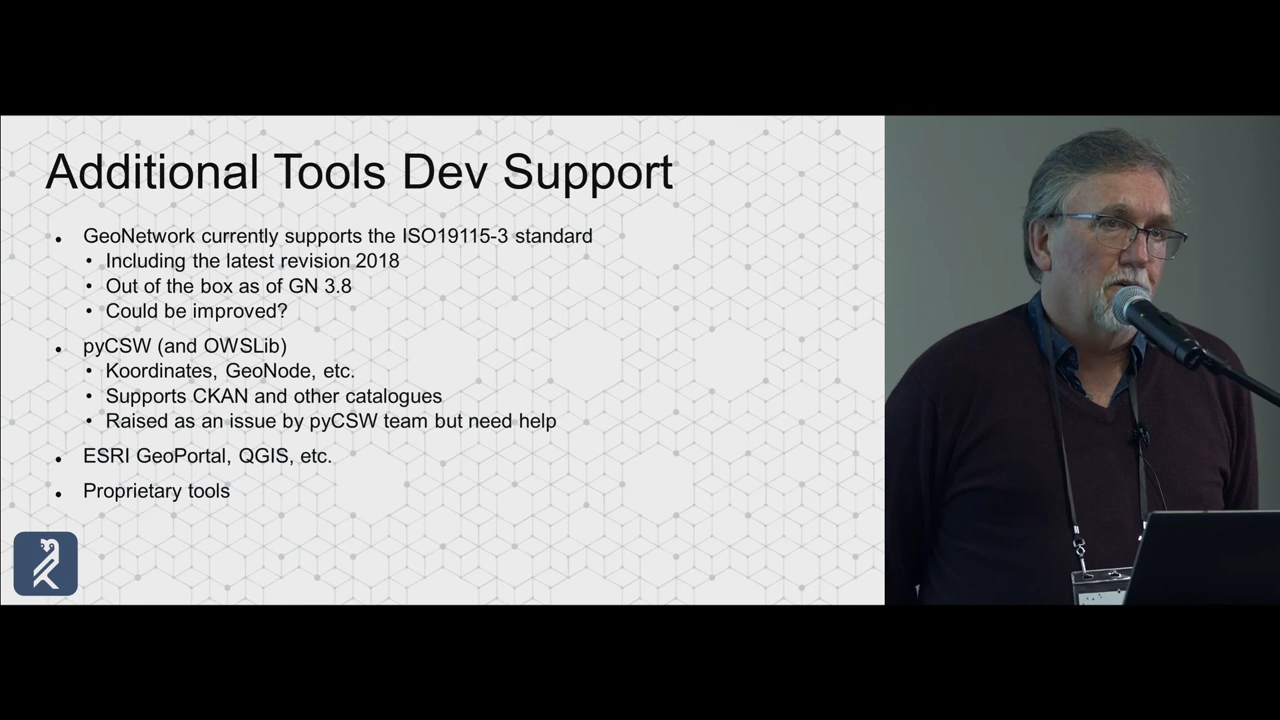 Additional Tools Dev Support
• GeoNetwork currently supports the ISO19115-3 standard
• Including the latest revision 2018
• Out of the box as of GN 3.8
• Could be improved?
• pyCSW (and OWSLib)
• Koordinates, GeoNode, etc.
• Supports CKAN and other catalogues
• Raised as an issue by pyCSW team but need help
• ESRI GeoPortal, QGIS, etc.
• Proprietary tools